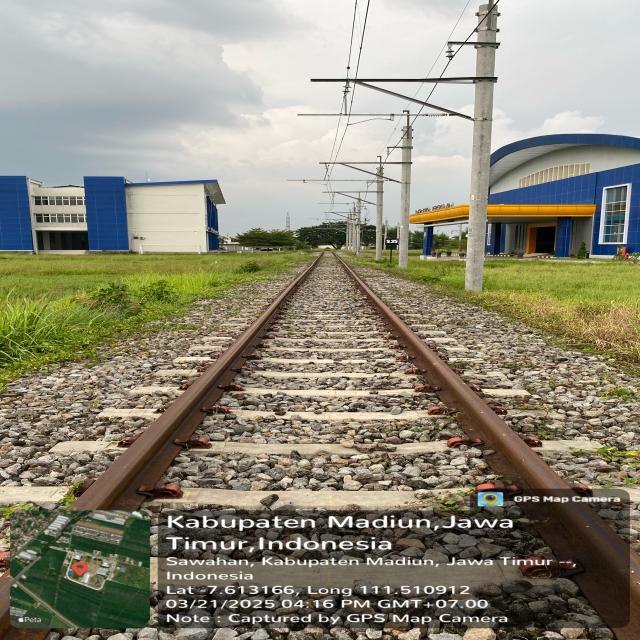 GPS Map Camera
Kabupaten Madiun,Jawa
Timur,Indonesia
Sawahan, Kabupaten Madiun, Jawa Timur --,
Indonesia
Lat -7.613166, Long 111.510912
03/21/2025 04:16 PM GMT+07.00
Note : Captured by GPS Map Camera
Peta